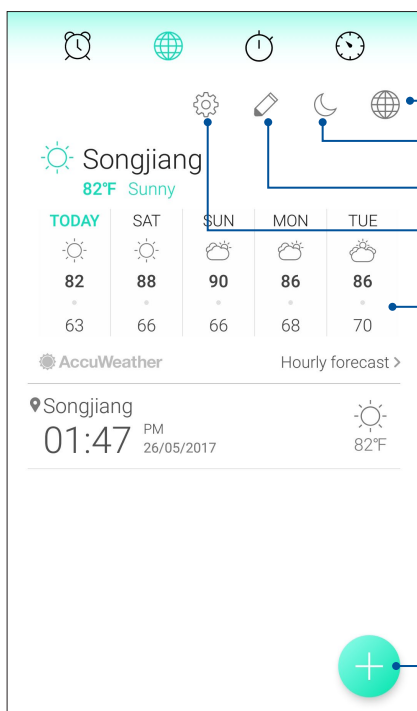 Songjiang
82°F Sunny
TODAY SAT SUN MON TUE
82 88 90 86 86
63 66 66 68 70
AccuWeather Hourly forecast >
Songjiang
01:47 PM
26/05/2017
82°F